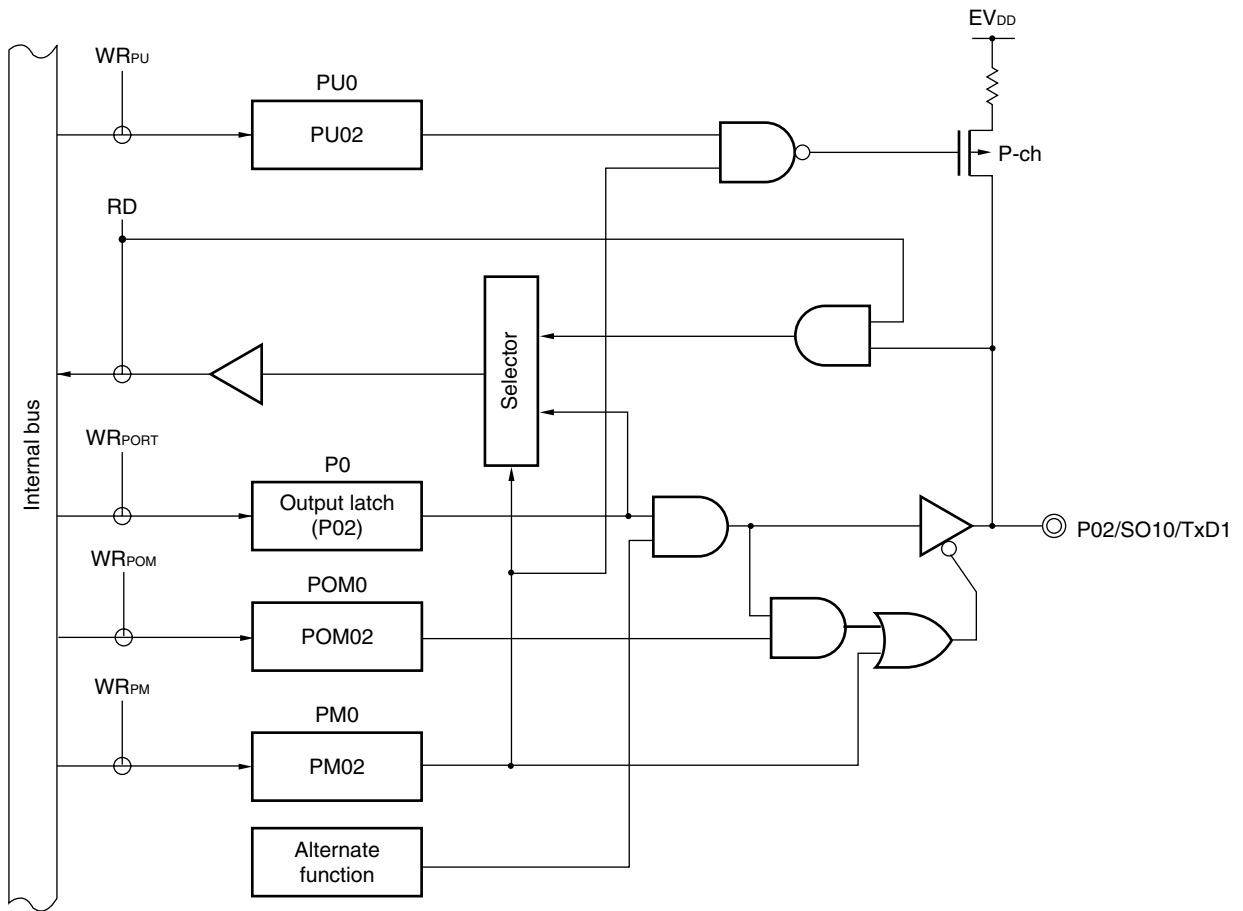 EVDD
WRPU
PU0
PU02
P-ch
RD
Selector
Internal bus
WRPORT
P0
Output latch
(P02)
P02/SO10/TxD1
WRPOM
POM0
POM02
WRPM
PM0
PM02
Alternate
function